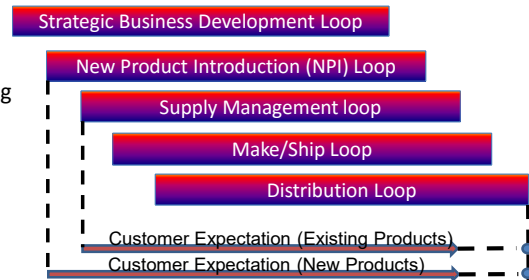 Strategic Business Development Loop
New Product Introduction (NPI) Loop
g
Supply Management loop
Make/Ship Loop
Distribution Loop
Customer Expectation (Existing Products)
Customer Expectation (New Products)